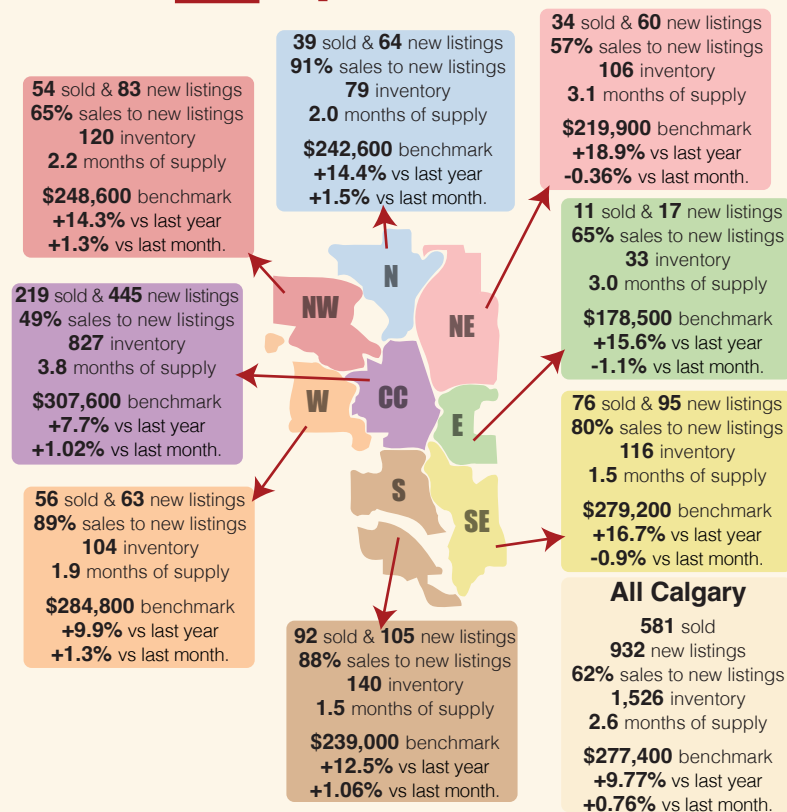 39 sold & 64 new listings
91% sales to new listings
79 inventory
2.0 months of supply
$242,600 benchmark
+14.4% vs last year
+1.5% vs last month.
34 sold & 60 new listings
57% sales to new listings
106 inventory
3.1 months of supply
$219,900 benchmark
+18.9% vs last year
-0.36% vs last month.
54 sold & 83 new listings
65% sales to new listings
120 inventory
2.2 months of supply
$248,600 benchmark
+14.3% vs last year
+1.3% vs last month.
11 sold & 17 new listings
65% sales to new listings
33 inventory
3.0 months of supply
$178,500 benchmark
+15.6% vs last year
-1.1% vs last month.
N
NW
NE
W
CC
E
S
SE
219 sold & 445 new listings
49% sales to new listings
827 inventory
3.8 months of supply
$307,600 benchmark
+7.7% vs last year
+1.02% vs last month.
76 sold & 95 new listings
80% sales to new listings
116 inventory
1.5 months of supply
$279,200 benchmark
+16.7% vs last year
-0.9% vs last month.
56 sold & 63 new listings
89% sales to new listings
104 inventory
1.9 months of supply
$284,800 benchmark
+9.9% vs last year
+1.3% vs last month.
92 sold & 105 new listings
88% sales to new listings
140 inventory
1.5 months of supply
$239,000 benchmark
+12.5% vs last year
+1.06% vs last month.
All Calgary
581 sold
932 new listings
62% sales to new listings
1,526 inventory
2.6 months of supply
$277,400 benchmark
+9.77% vs last year
+0.76% vs last month.